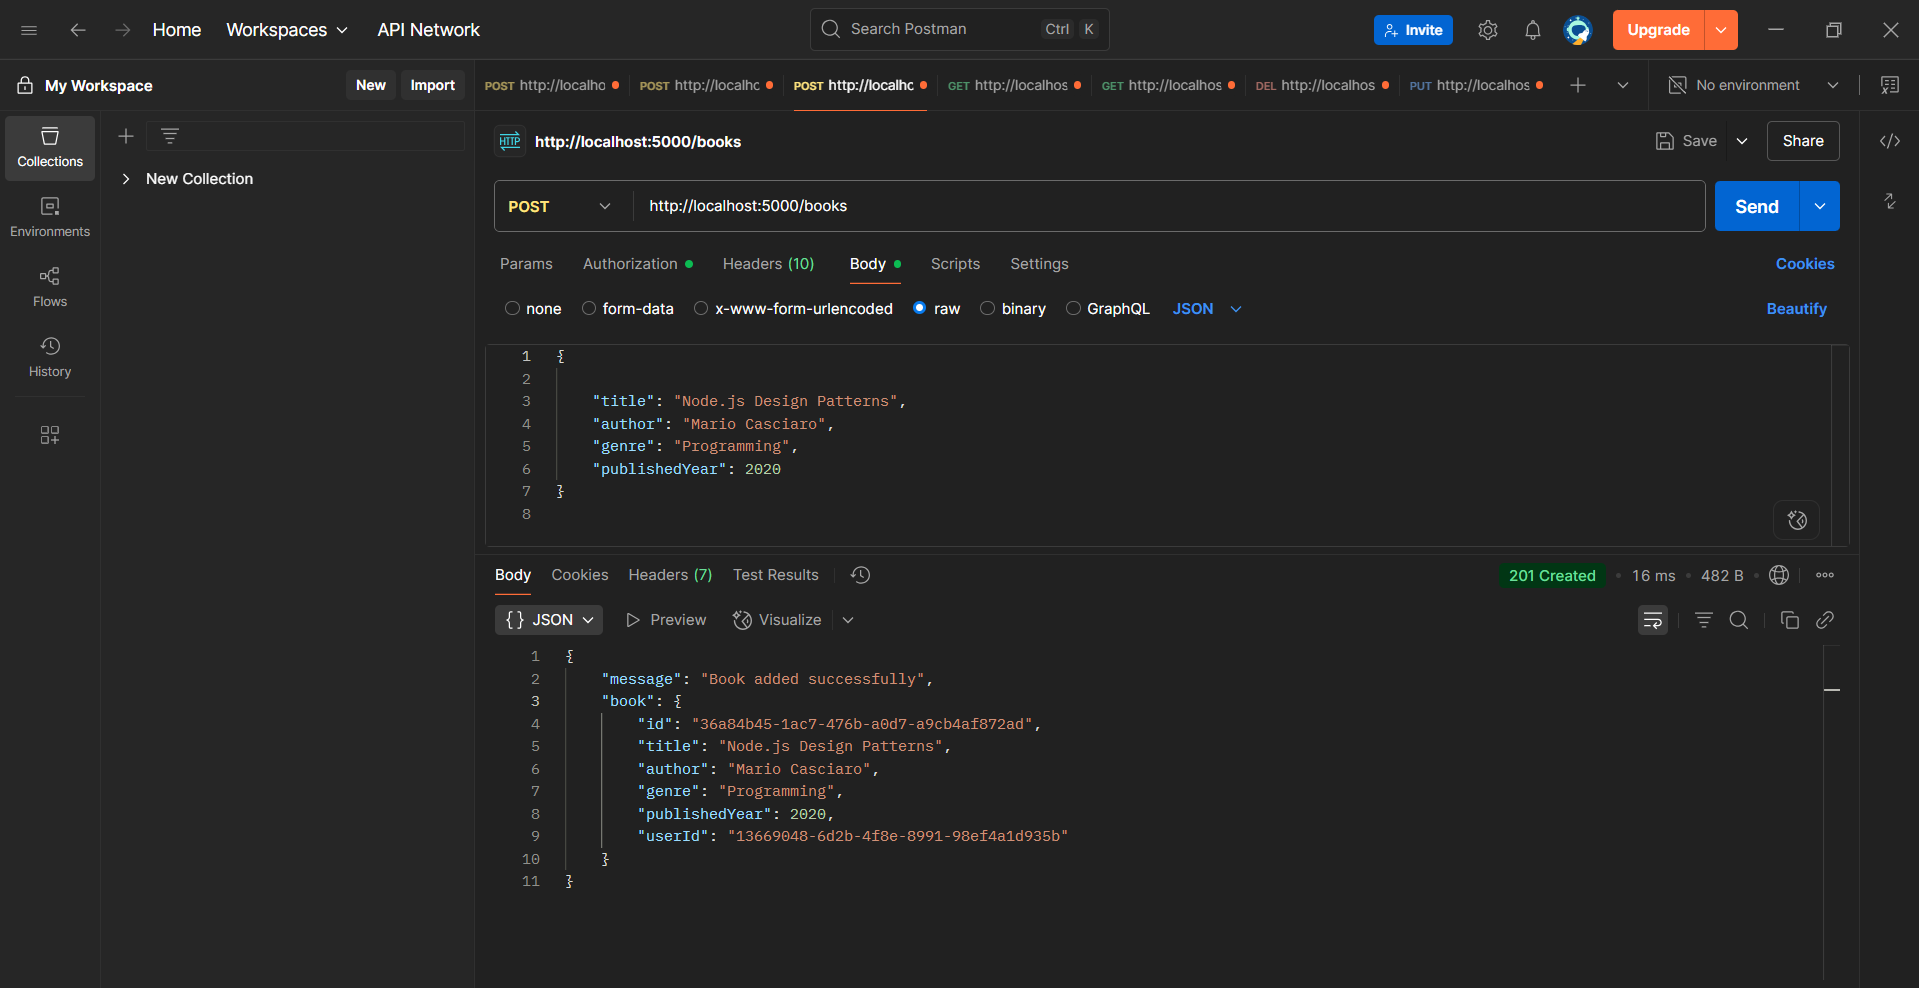 Home Workspaces API Network Search Postman Ctrl K Invite Upgrade
My Workspace New Import POST http://localho POST http://localhc POST http://localhc GET http://localhos GET http://localhos DEL http://localhos PUT http://localhos No environment
Collections
Environments
Flows
History
New Collection
HTTP http://localhost:5000/books Save Share
POST http://localhost:5000/books Send
Params Authorization Headers (10) Body Scripts Settings Cookies
none form-data x-www-form-urlencoded raw binary GraphQL JSON Beautify
1 {
2
3 "title": "Node.js Design Patterns",
4 "author": "Mario Casciaro",
5 "genre": "Programming",
6 "publishedYear": 2020
7 }
8
Body Cookies Headers (7) Test Results 201 Created 16 ms 482 B
{} JSON Preview Visualize
1 {
2 "message": "Book added successfully",
3 "book": {
4 "id": "36a84b45-1ac7-476b-a0d7-a9cb4af872ad",
5 "title": "Node.js Design Patterns",
6 "author": "Mario Casciaro",
7 "genre": "Programming",
8 "publishedYear": 2020,
9 "userId": "13669048-6d2b-4f8e-8991-98ef4a1d935b"
10 }
11 }